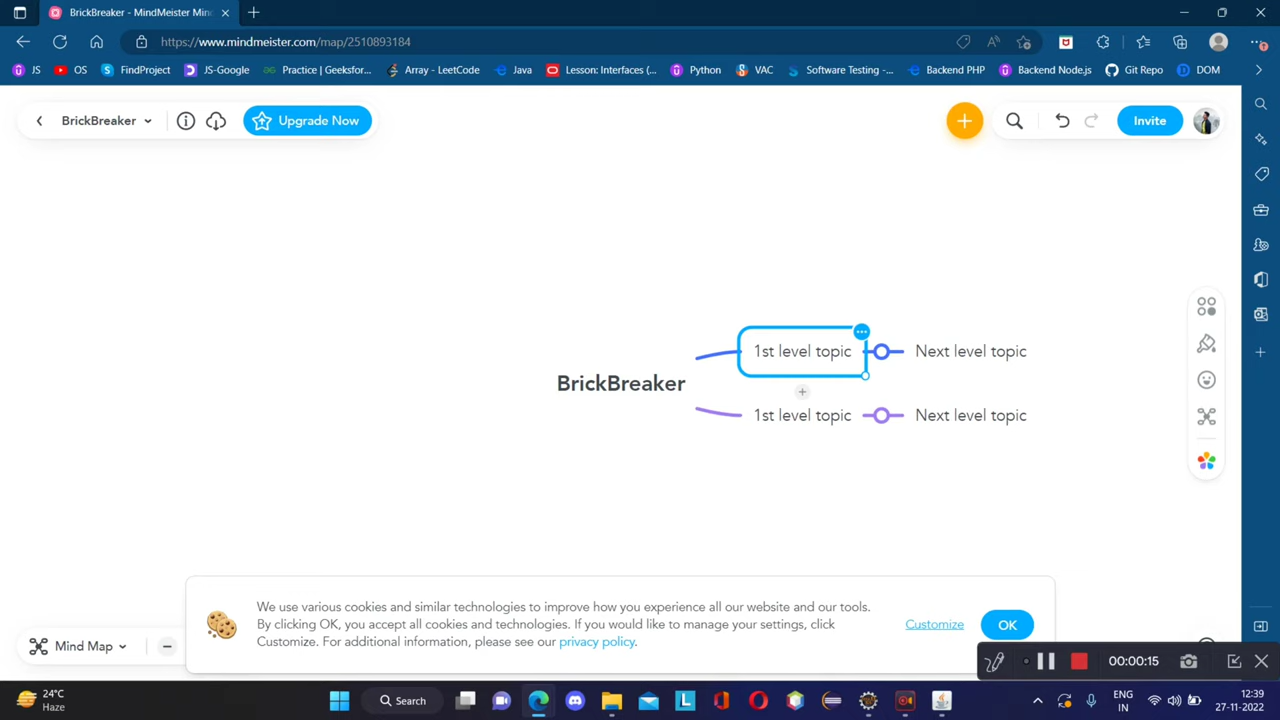 BrickBreaker - MindMeister Min
https://www.mindmeister.com/map/2510893184
JS
OS
FindProject
JS-Google
Practice | Geeksfor...
Array - LeetCode
Java
Lesson: Interfaces (...
Python
VAC
Software Testing -...
Backend PHP
Backend Node.js
Git Repo
DOM
BrickBreaker
Upgrade Now
Invite
1st level topic
Next level topic
BrickBreaker
1st level topic
Next level topic
We use various cookies and similar technologies to improve how you experience all our website and our tools.
By clicking OK, you accept all cookies and technologies. If you would like to manage your settings, click
Customize. For additional information, please see our privacy policy.
Customize
OK
Mind Map
00:00:15
24°C
Haze
Search
ENG
IN
12:39
27-11-2022